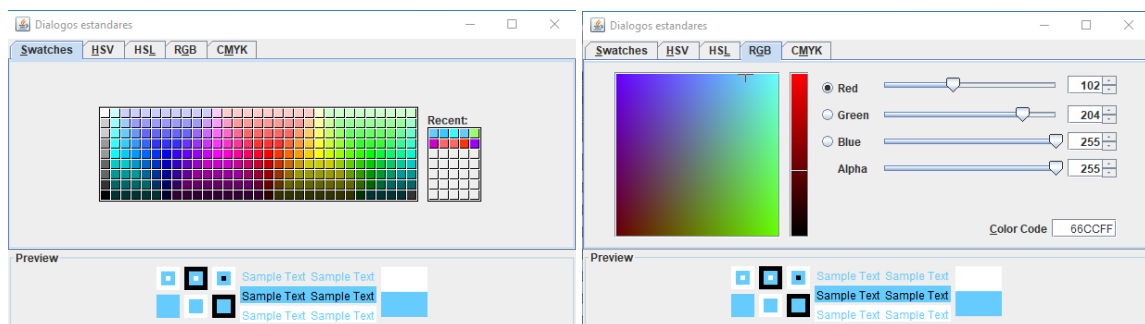 Dialogos estandares
Swatches HSV HSL RGB CMYK
Recent:
Preview
Sample Text Sample Text
Sample Text Sample Text
Sample Text Sample Text
Dialogos estandares
Swatches HSV HSL RGB CMYK
Red 102
Green 204
Blue 255
Alpha 255
Color Code 66CCFF
Preview
Sample Text Sample Text
Sample Text Sample Text
Sample Text Sample Text